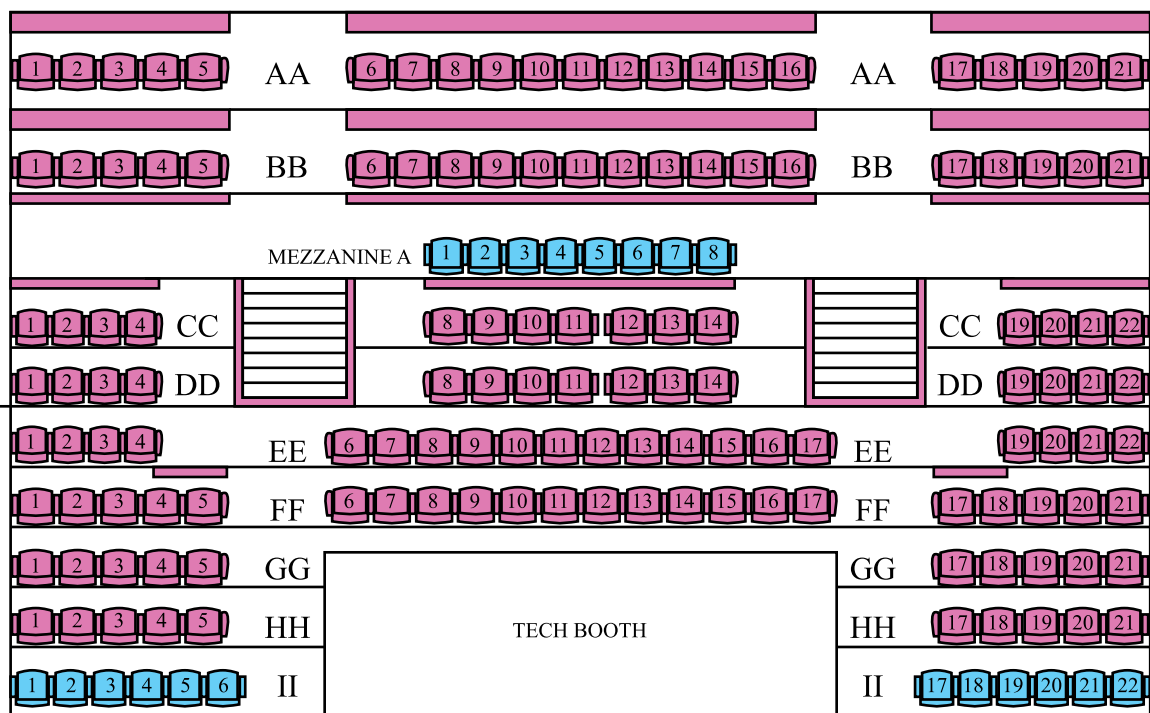 1 2 3 4 5 AA 6 7 8 9 10 11 12 13 14 15 16 AA 17 18 19 20 21
1 2 3 4 5 BB 6 7 8 9 10 11 12 13 14 15 16 BB 17 18 19 20 21
MEZZANINE A 1 2 3 4 5 6 7 8
1 2 3 4 CC 8 9 10 11 12 13 14 CC 19 20 21 22
1 2 3 4 DD 8 9 10 11 12 13 14 DD 19 20 21 22
1 2 3 4 EE 6 7 8 9 10 11 12 13 14 15 16 17 EE 19 20 21 22
1 2 3 4 5 FF 6 7 8 9 10 11 12 13 14 15 16 17 FF 17 18 19 20 21
1 2 3 4 5 GG GG 17 18 19 20 21
1 2 3 4 5 HH TECH BOOTH HH 17 18 19 20 21
1 2 3 4 5 6 II II 17 18 19 20 21 22